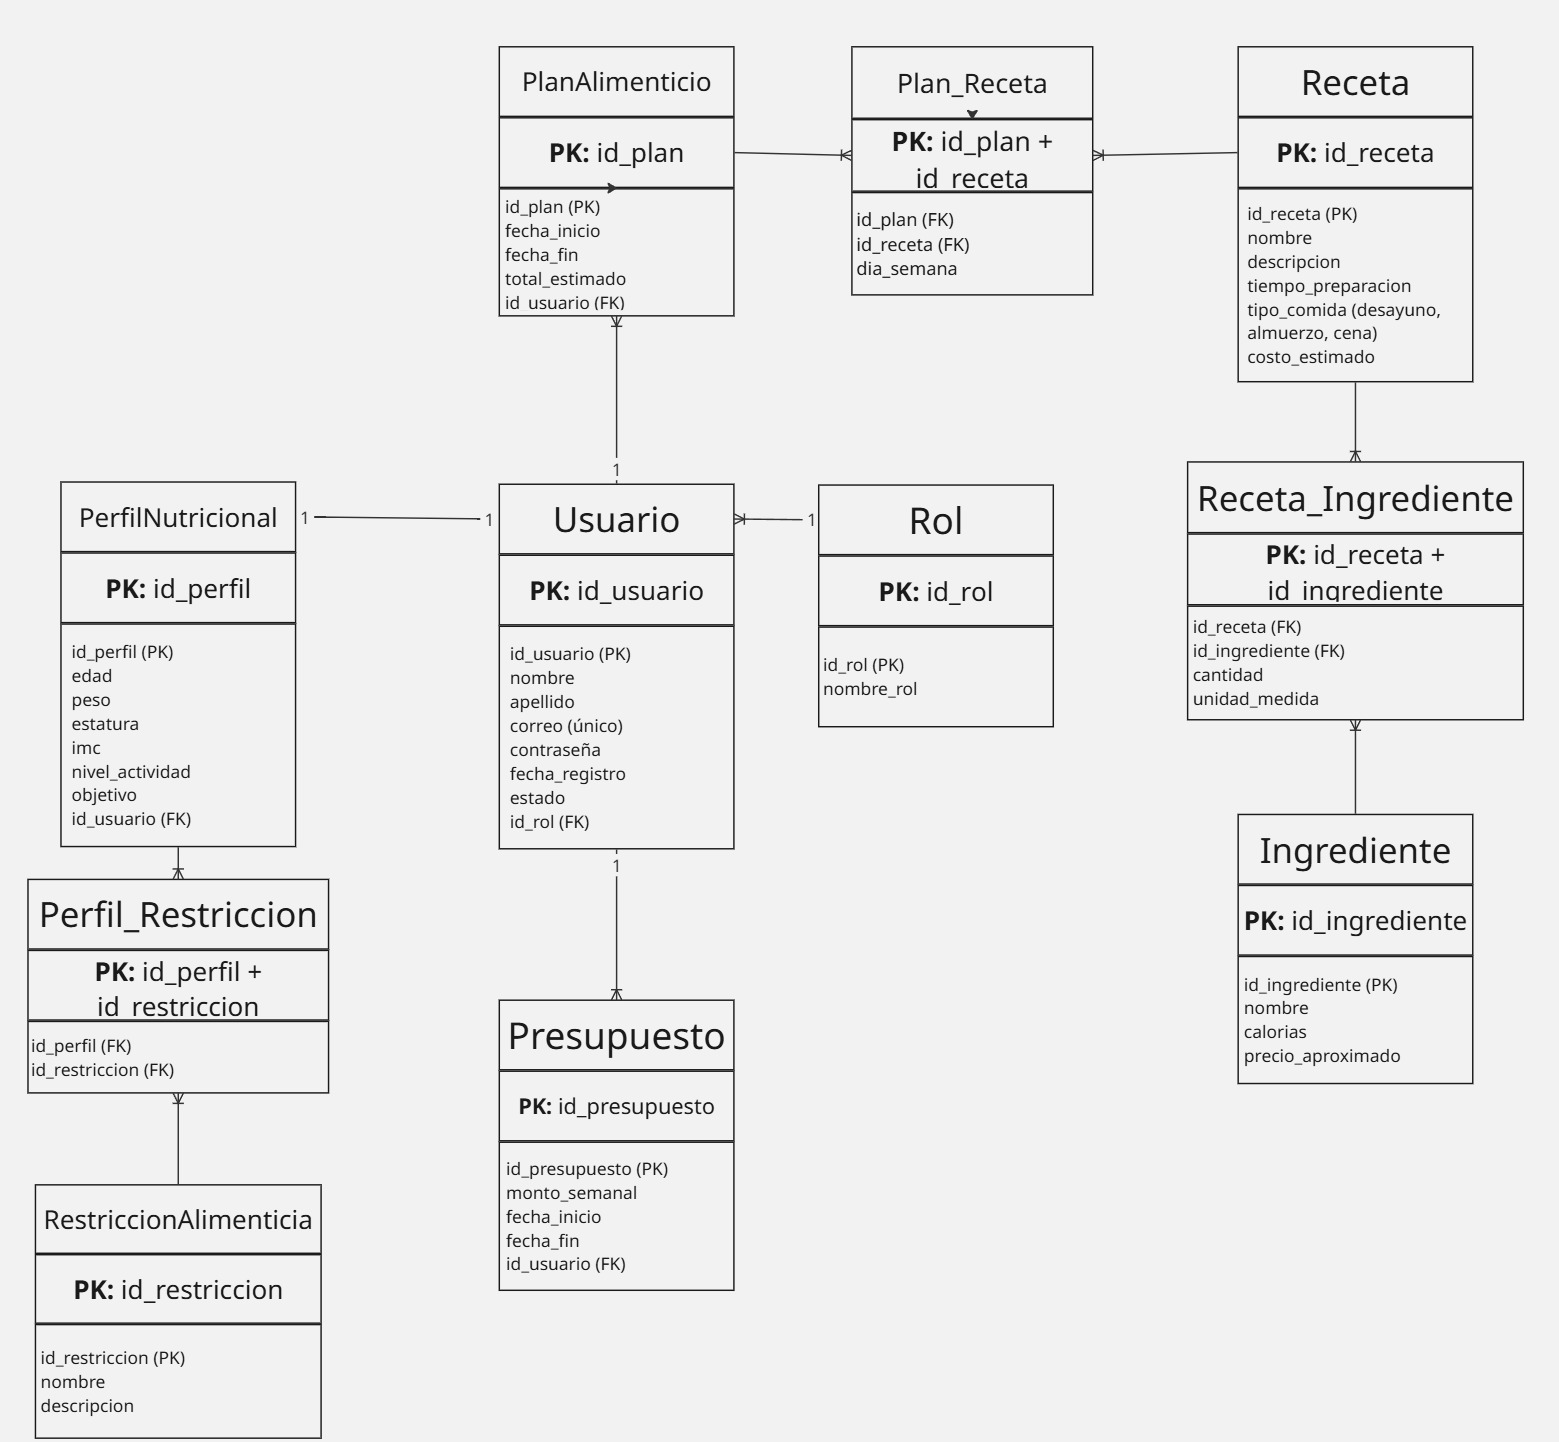 PlanAlimenticio
PK: id_plan
id_plan (PK)
fecha_inicio
fecha_fin
total_estimado
id_usuario (FK)
Plan_Receta
PK: id_plan +
id_receta
id_plan (FK)
id_receta (FK)
dia_semana
Receta
PK: id_receta
id_receta (PK)
nombre
descripcion
tiempo_preparacion
tipo_comida (desayuno,
almuerzo, cena)
costo_estimado
1
PerfilNutricional
1
1
PK: id_perfil
id_perfil (PK)
edad
peso
estatura
imc
nivel_actividad
objetivo
id_usuario (FK)
Usuario
PK: id_usuario
id_usuario (PK)
nombre
apellido
correo (único)
contraseña
fecha_registro
estado
id_rol (FK)
1
1
Rol
PK: id_rol
id_rol (PK)
nombre_rol
Receta_Ingrediente
PK: id_receta +
id_ingrediente
id_receta (FK)
id_ingrediente (FK)
cantidad
unidad_medida
Perfil_Restriccion
PK: id_perfil +
id_restriccion
id_perfil (FK)
id_restriccion (FK)
Presupuesto
PK: id_presupuesto
id_presupuesto (PK)
monto_semanal
fecha_inicio
fecha_fin
id_usuario (FK)
Ingrediente
PK: id_ingrediente
id_ingrediente (PK)
nombre
calorias
precio_aproximado
RestriccionAlimenticia
PK: id_restriccion
id_restriccion (PK)
nombre
descripcion